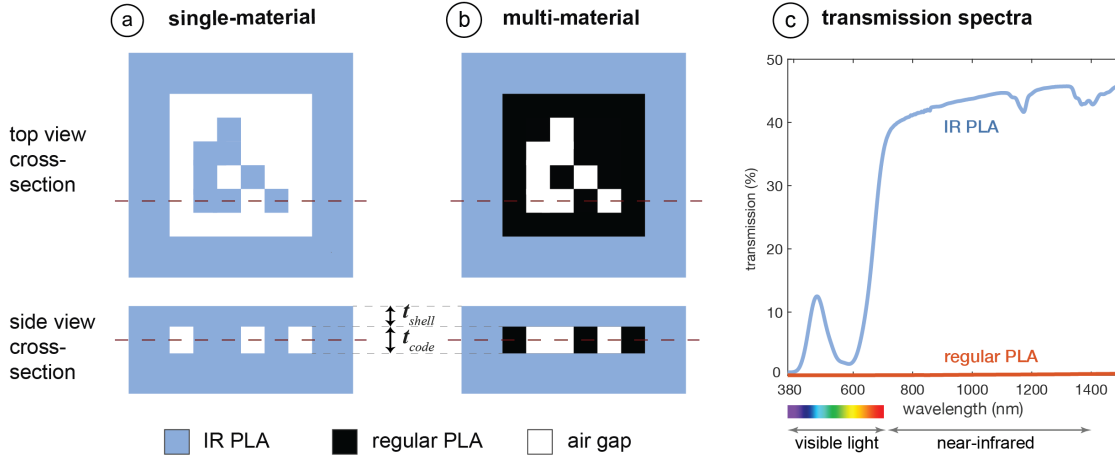 a single-material
b multi-material
c transmission spectra
top view
cross-
section
side view
cross-
section
t shell
t code
IR PLA
regular PLA
air gap
transmission (%)
50
40
30
20
10
0
IR PLA
regular PLA
380 600 800 1000 1200 1400
wavelength (nm)
visible light
near-infrared